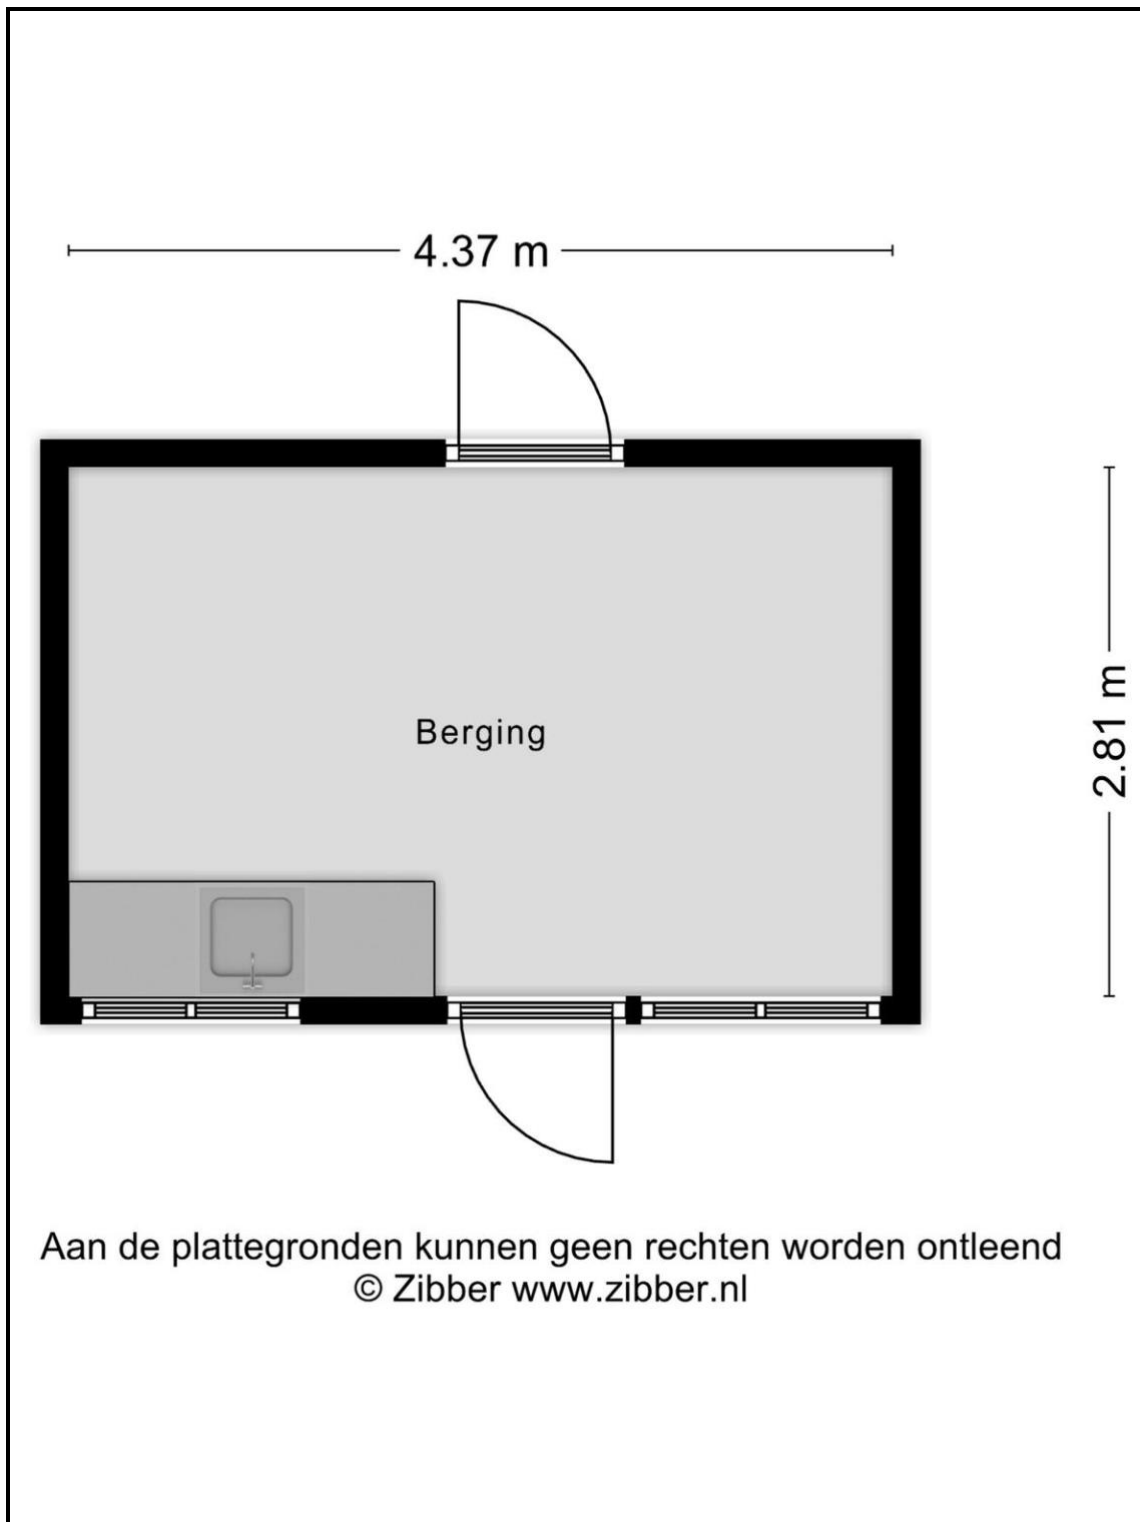 4.37 m
Berging
2.81 m
Aan de plattegronden kunnen geen rechten worden ontleend
© Zibber www.zibber.nl